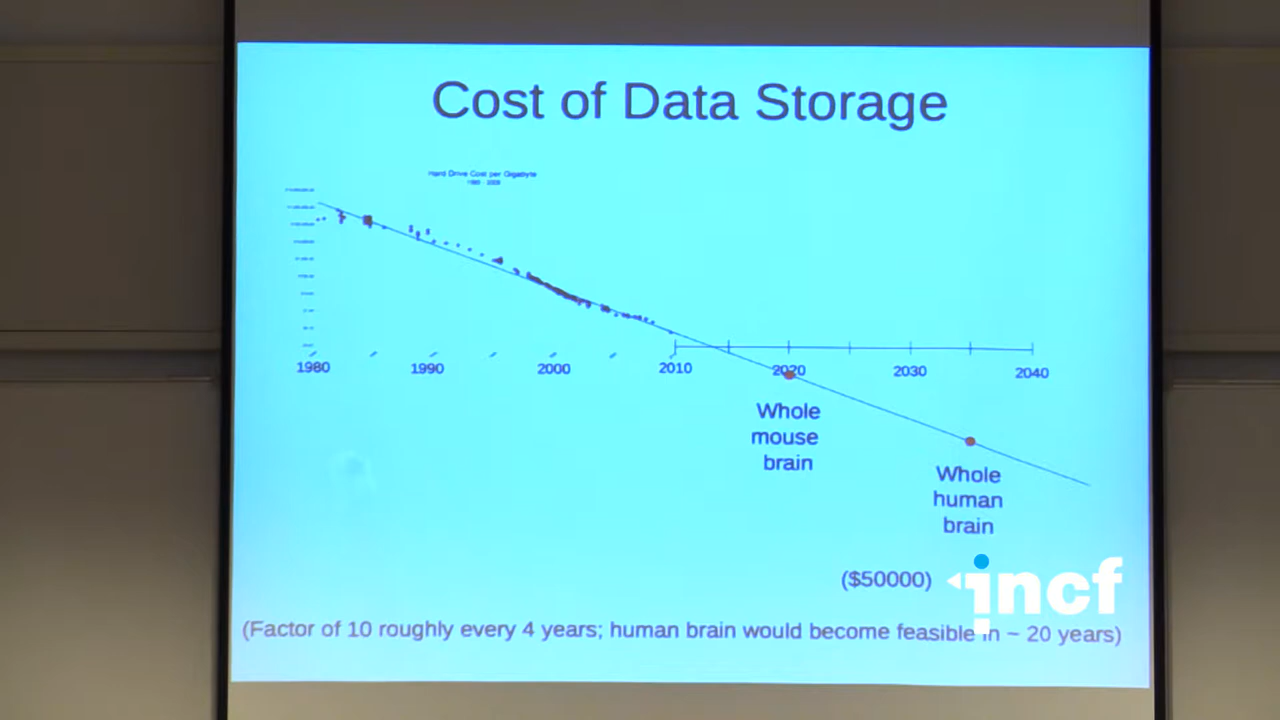 Cost of Data Storage
Hard Drive Cost per Gigabyte
1980 - 2009
1980 1990 2000 2010 2020 2030 2040
Whole
mouse
brain
Whole
human
brain
($50000)
incf
(Factor of 10 roughly every 4 years; human brain would become feasible in ~ 20 years)